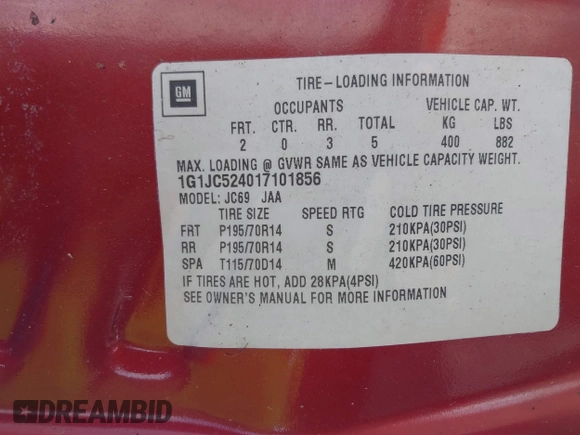 GM
TIRE-LOADING INFORMATION
OCCUPANTS VEHICLE CAP. WT.
FRT. CTR. RR. TOTAL KG LBS
2 0 3 5 400 882
MAX. LOADING @ GVWR SAME AS VEHICLE CAPACITY WEIGHT.
1G1JC524017101856
MODEL: JC69 JAA
TIRE SIZE SPEED RTG COLD TIRE PRESSURE
FRT P195/70R14 S 210KPA(30PSI)
RR P195/70R14 S 210KPA(30PSI)
SPA T115/70D14 M 420KPA(60PSI)
IF TIRES ARE HOT, ADD 28KPA(4PSI)
SEE OWNER'S MANUAL FOR MORE INFORMATION
DREAMBID